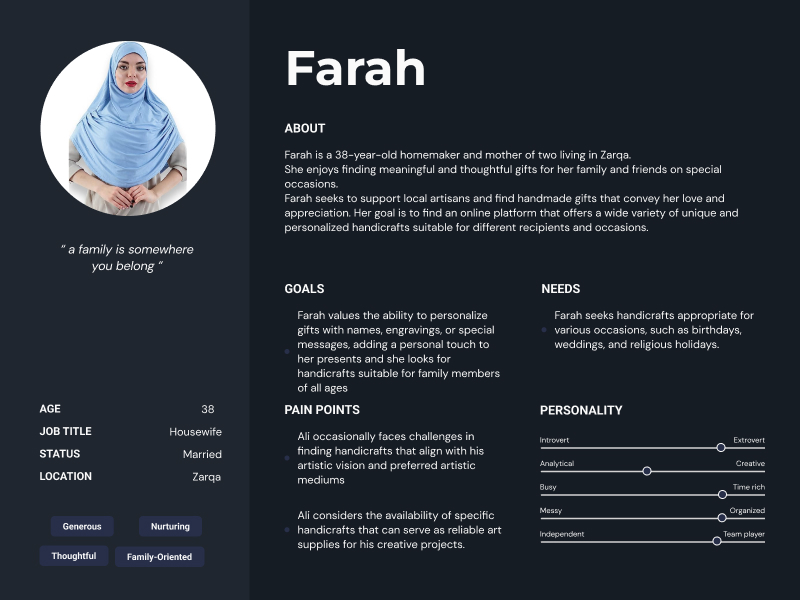 Farah
ABOUT
Farah is a 38-year-old homemaker and mother of two living in Zarqa.
She enjoys finding meaningful and thoughtful gifts for her family and friends on special
occasions.
Farah seeks to support local artisans and find handmade gifts that convey her love and
appreciation. Her goal is to find an online platform that offers a wide variety of unique and
personalized handicrafts suitable for different recipients and occasions.
“ a family is somewhere
you belong “
AGE 38
JOB TITLE Housewife
STATUS Married
LOCATION Zarqa
Generous Nurturing
Thoughtful Family-Oriented
GOALS
Farah values the ability to personalize
gifts with names, engravings, or special
messages, adding a personal touch to
her presents and she looks for
handicrafts suitable for family members
of all ages
NEEDS
Farah seeks handicrafts appropriate for
various occasions, such as birthdays,
weddings, and religious holidays.
PAIN POINTS
Ali occasionally faces challenges in
finding handicrafts that align with his
artistic vision and preferred artistic
mediums
Ali considers the availability of specific
handicrafts that can serve as reliable art
supplies for his creative projects.
PERSONALITY
Introvert Extrovert
Analytical Creative
Busy Time rich
Messy Organized
Independent Team player